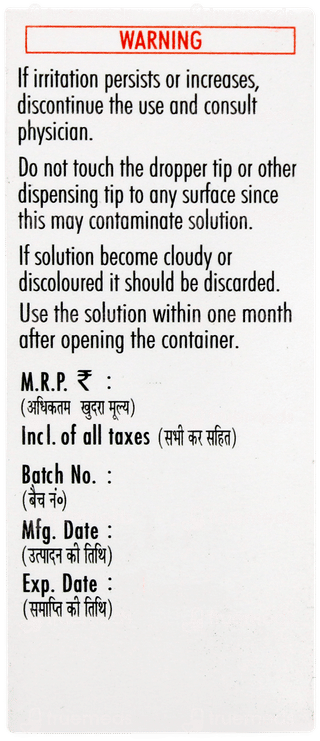 WARNING
If irritation persists or increases,
discontinue the use and consult
physician.
Do not touch the dropper tip or other
dispensing tip to any surface since
this may contaminate solution.
If solution become cloudy or
discoloured it should be discarded.
Use the solution within one month
after opening the container.
M.R.P. ₹ :
(अधिकतम खुदरा मूल्य)
Incl. of all taxes (सभी कर सहित)
Batch No. :
(बैच नं०)
Mfg. Date :
(उत्पादन की तिथि)
Exp. Date :
(समाप्ति की तिथि)